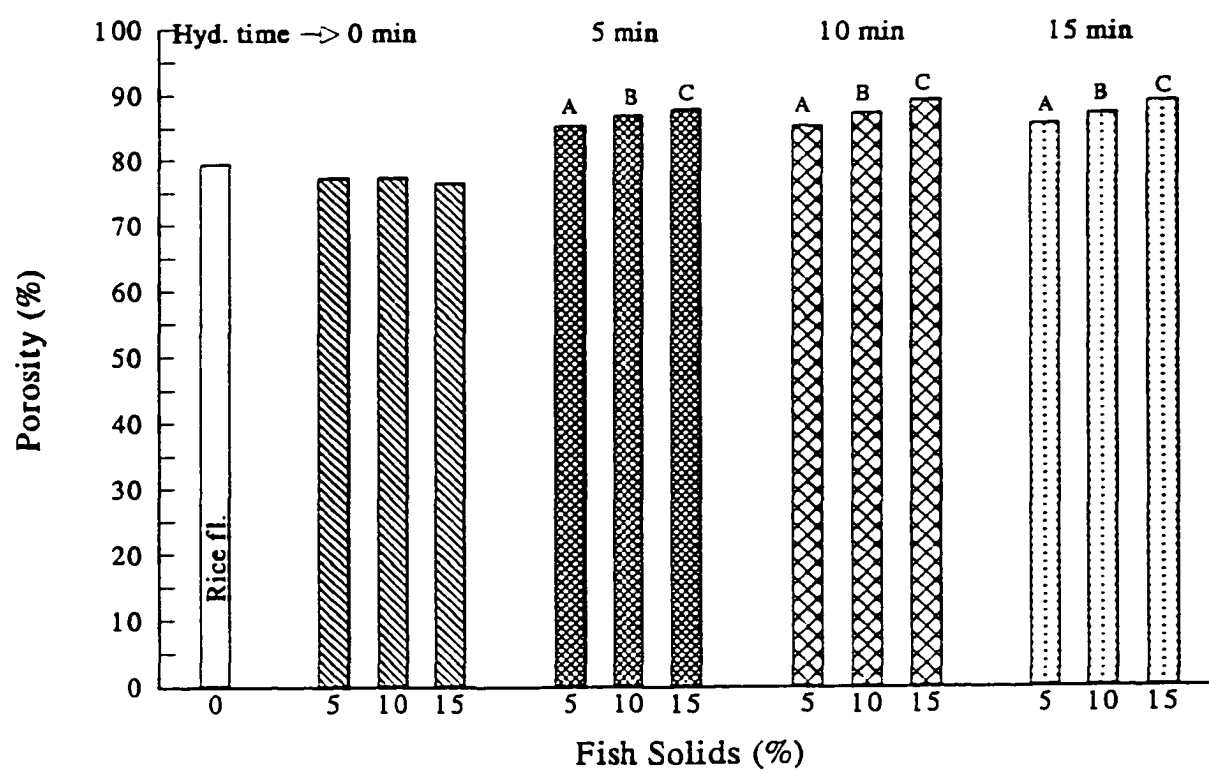 Hyd. time -> 0 min 5 min 10 min 15 min
100
90
80
70
60
50
40
30
20
10
0
Porosity (%)
A B C A B C A B C
Rice fl.
0 5 10 15 5 10 15 5 10 15 5 10 15
Fish Solids (%)